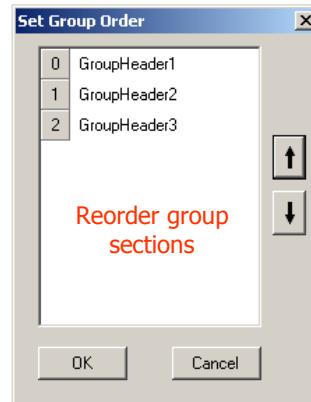 Set Group Order
0 GroupHeader1
1 GroupHeader2
2 GroupHeader3
Reorder group
sections
OK Cancel